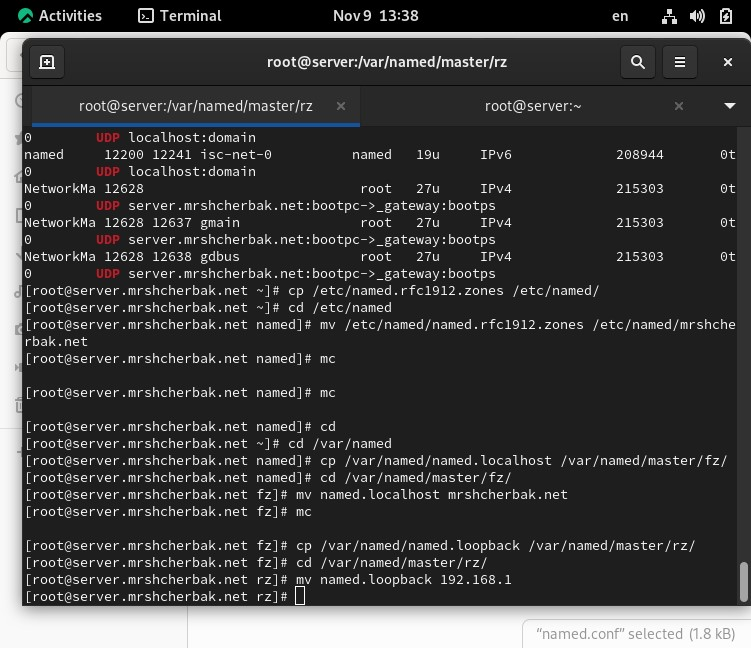 Activities Terminal Nov 9 13:38 en
root@server:/var/named/master/rz
root@server:/var/named/master/rz × root@server:~ ×
0 UDP localhost:domain
named 12200 12241 isc-net-0 named 19u IPv6 208944 0t
0 UDP localhost:domain
NetworkMa 12628 root 27u IPv4 215303 0t
0 UDP server.mrshcherbak.net:bootpc->_gateway:bootps
NetworkMa 12628 12637 gmain root 27u IPv4 215303 0t
0 UDP server.mrshcherbak.net:bootpc->_gateway:bootps
NetworkMa 12628 12638 gdbus root 27u IPv4 215303 0t
0 UDP server.mrshcherbak.net:bootpc->_gateway:bootps
[root@server.mrshcherbak.net ~]# cp /etc/named.rfc1912.zones /etc/named/
[root@server.mrshcherbak.net ~]# cd /etc/named
[root@server.mrshcherbak.net named]# mv /etc/named/named.rfc1912.zones /etc/named/mrshche
rbak.net
[root@server.mrshcherbak.net named]# mc
[root@server.mrshcherbak.net named]# mc
[root@server.mrshcherbak.net named]# cd
[root@server.mrshcherbak.net ~]# cd /var/named
[root@server.mrshcherbak.net named]# cp /var/named/named.localhost /var/named/master/fz/
[root@server.mrshcherbak.net named]# cd /var/named/master/fz/
[root@server.mrshcherbak.net fz]# mv named.localhost mrshcherbak.net
[root@server.mrshcherbak.net fz]# mc
[root@server.mrshcherbak.net fz]# cp /var/named/named.loopback /var/named/master/rz/
[root@server.mrshcherbak.net fz]# cd /var/named/master/rz/
[root@server.mrshcherbak.net rz]# mv named.loopback 192.168.1
[root@server.mrshcherbak.net rz]#
“named.conf” selected (1.8 kB)